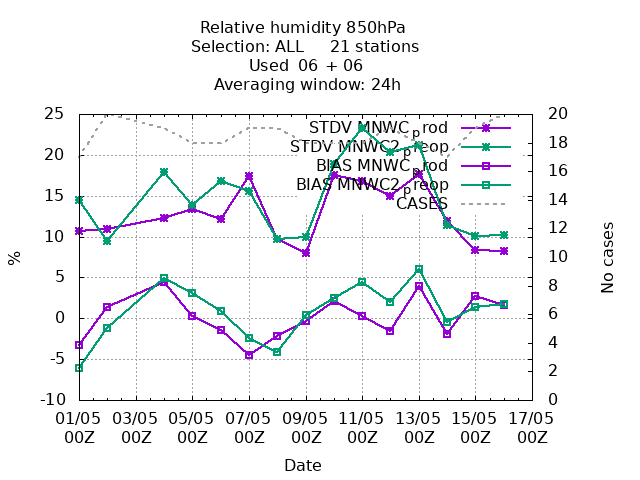 Relative humidity 850hPa
Selection: ALL     21 stations
Used  06 + 06
Averaging window: 24h
25
20
15
10
5
0
-5
-10
%
20
18
16
14
12
10
8
6
4
2
0
No cases
STDV MNWC_prod
STDV MNWC2_preop
BIAS MNWC_prod
BIAS MNWC2_preop
CASES
01/05 03/05 05/05 07/05 09/05 11/05 13/05 15/05 17/05
00Z 00Z 00Z 00Z 00Z 00Z 00Z 00Z 00Z
Date